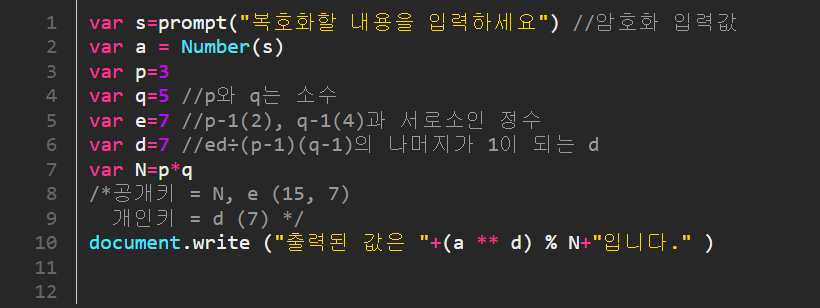 1 var s=prompt("복호화할 내용을 입력하세요") //암호화 입력값
2 var a = Number(s)
3 var p=3
4 var q=5 //p와 q는 소수
5 var e=7 //p-1(2), q-1(4)과 서로소인 정수
6 var d=7 //ed÷(p-1)(q-1)의 나머지가 1이 되는 d
7 var N=p*q
8 /*공개키 = N, e (15, 7)
9   개인키 = d (7) */
10 document.write ("출력된 값은 "+(a ** d) % N+"입니다." )
11
12